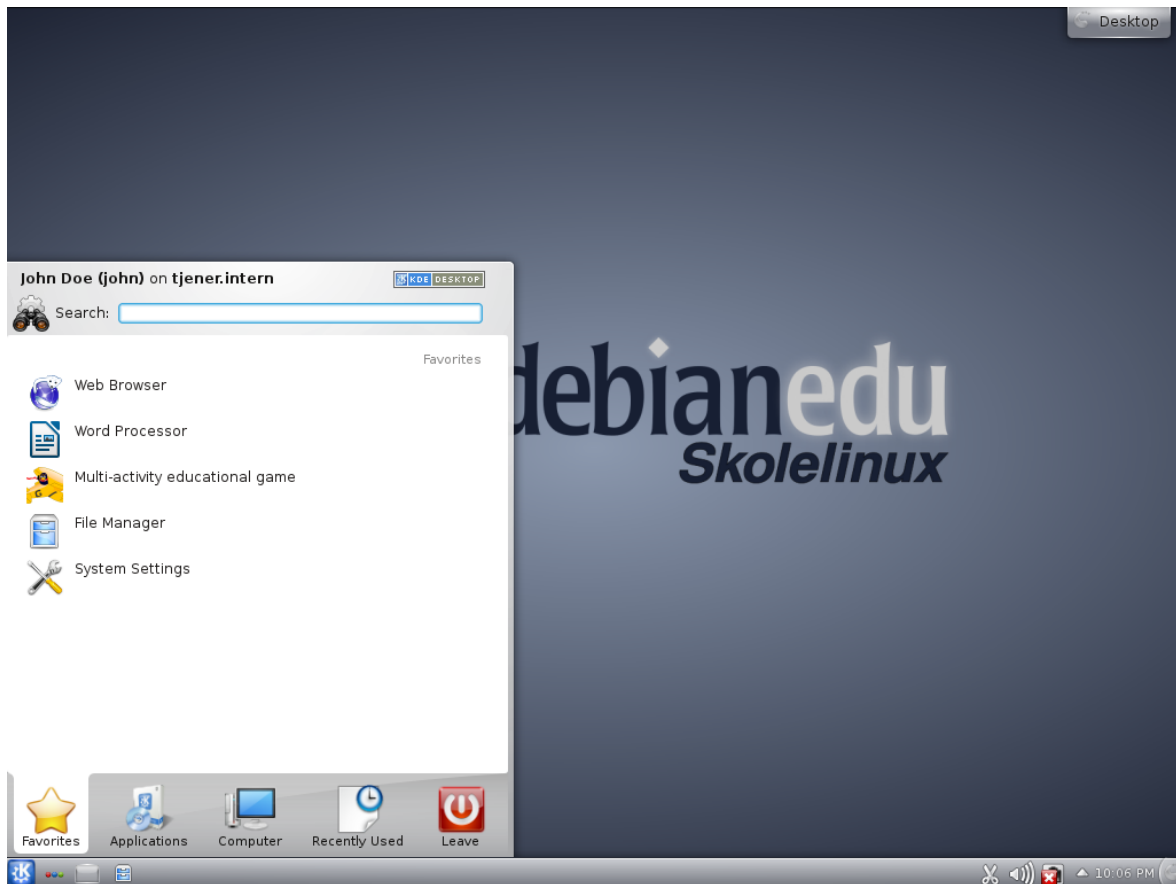 Desktop
John Doe (john) on tjener.intern
KDE DESKTOP
Search:
Favorites
Web Browser
Word Processor
Multi-activity educational game
File Manager
System Settings
debianedu
Skolelinux
Favorites
Applications
Computer
Recently Used
Leave
10:06 PM